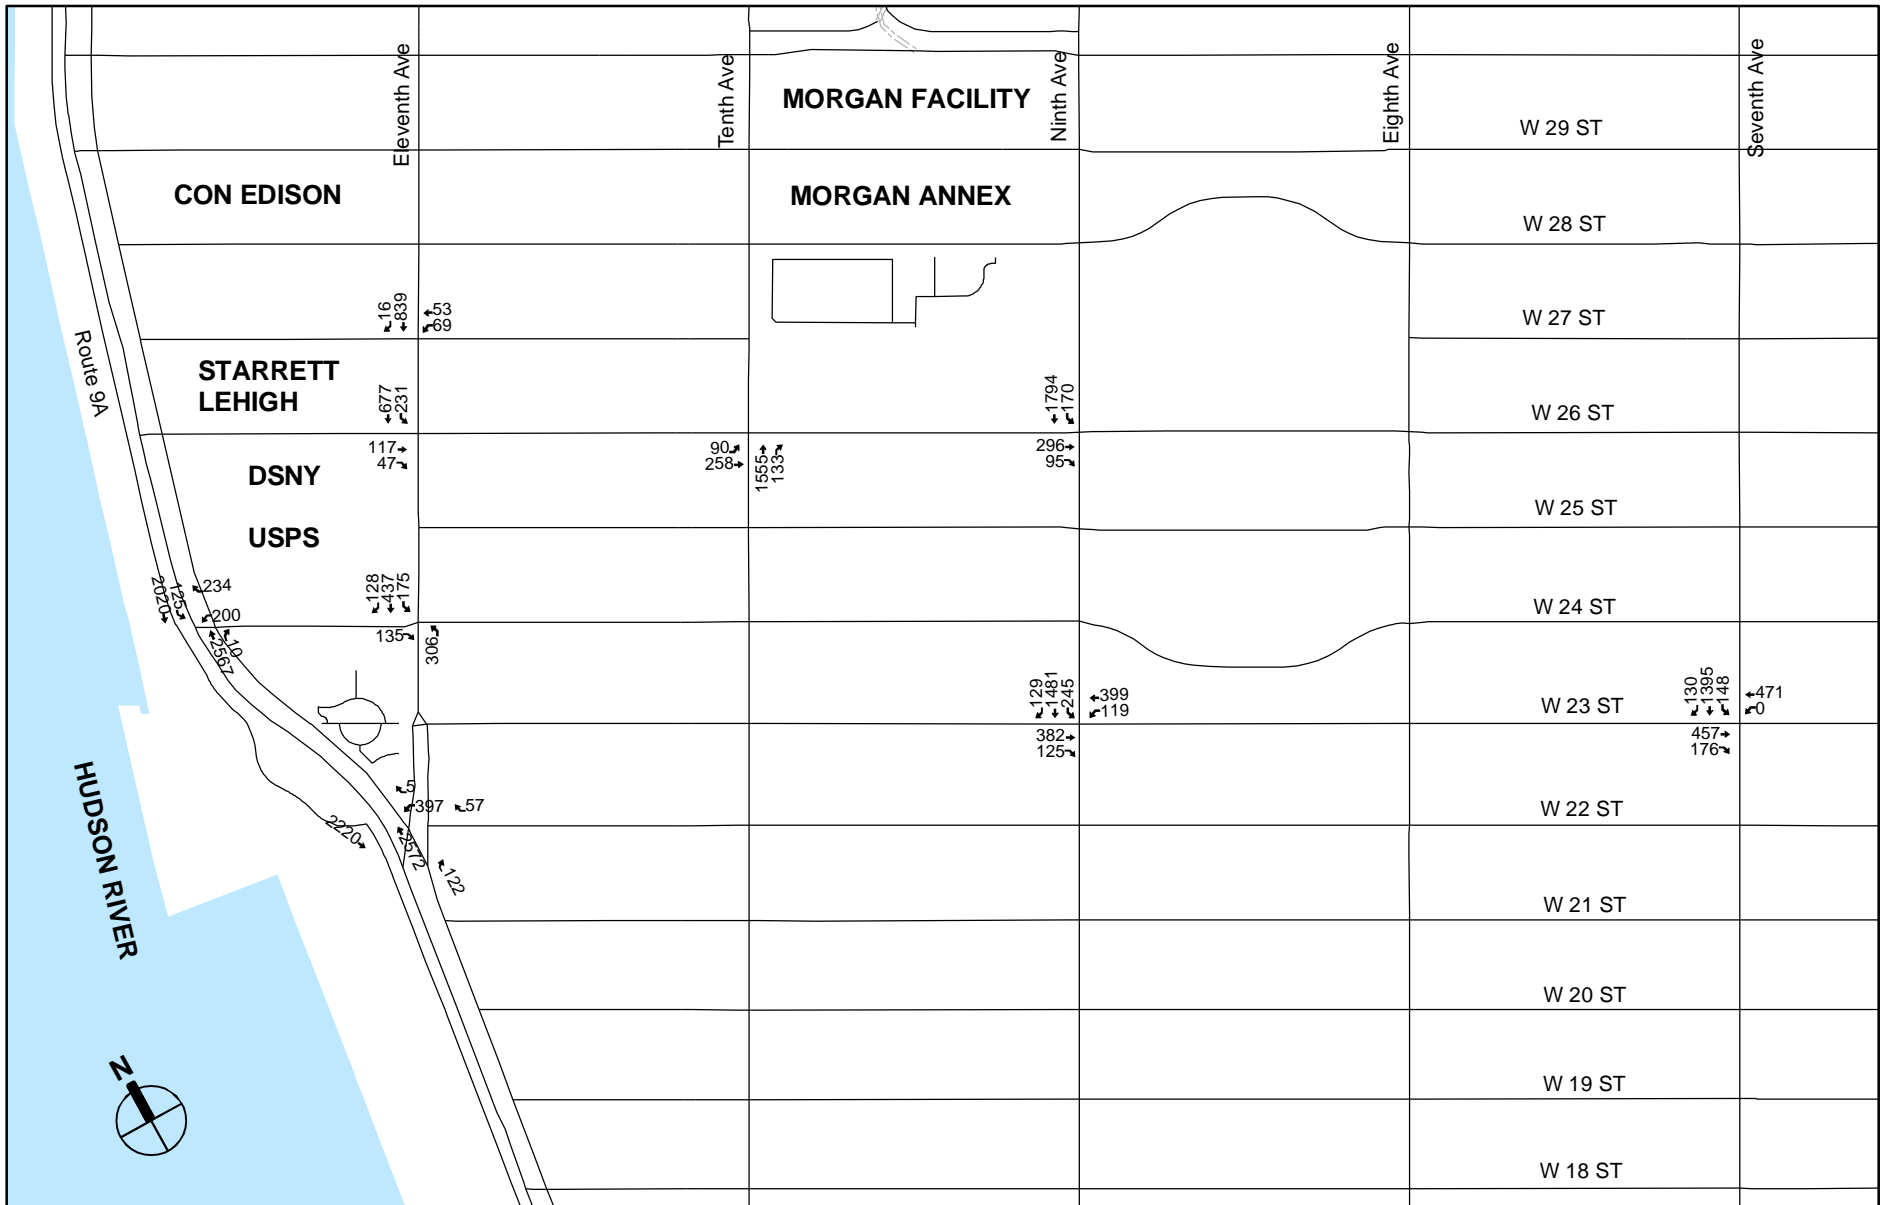 Eleventh Ave
Tenth Ave
Ninth Ave
Eighth Ave
Seventh Ave
MORGAN FACILITY
W 29 ST
CON EDISON
MORGAN ANNEX
W 28 ST
16
839
53
69
W 27 ST
Route 9A
STARRETT
LEHIGH
677
231
1794
170
W 26 ST
117
47
90
258
1555
133
296
95
DSNY
W 25 ST
USPS
2020
125
234
200
2567
10
128
437
175
135
306
W 24 ST
129
1481
245
399
119
382
125
W 23 ST
130
1395
148
471
0
457
176
HUDSON RIVER
5
397
57
2220
2572
122
W 22 ST
W 21 ST
W 20 ST
N
W 19 ST
W 18 ST